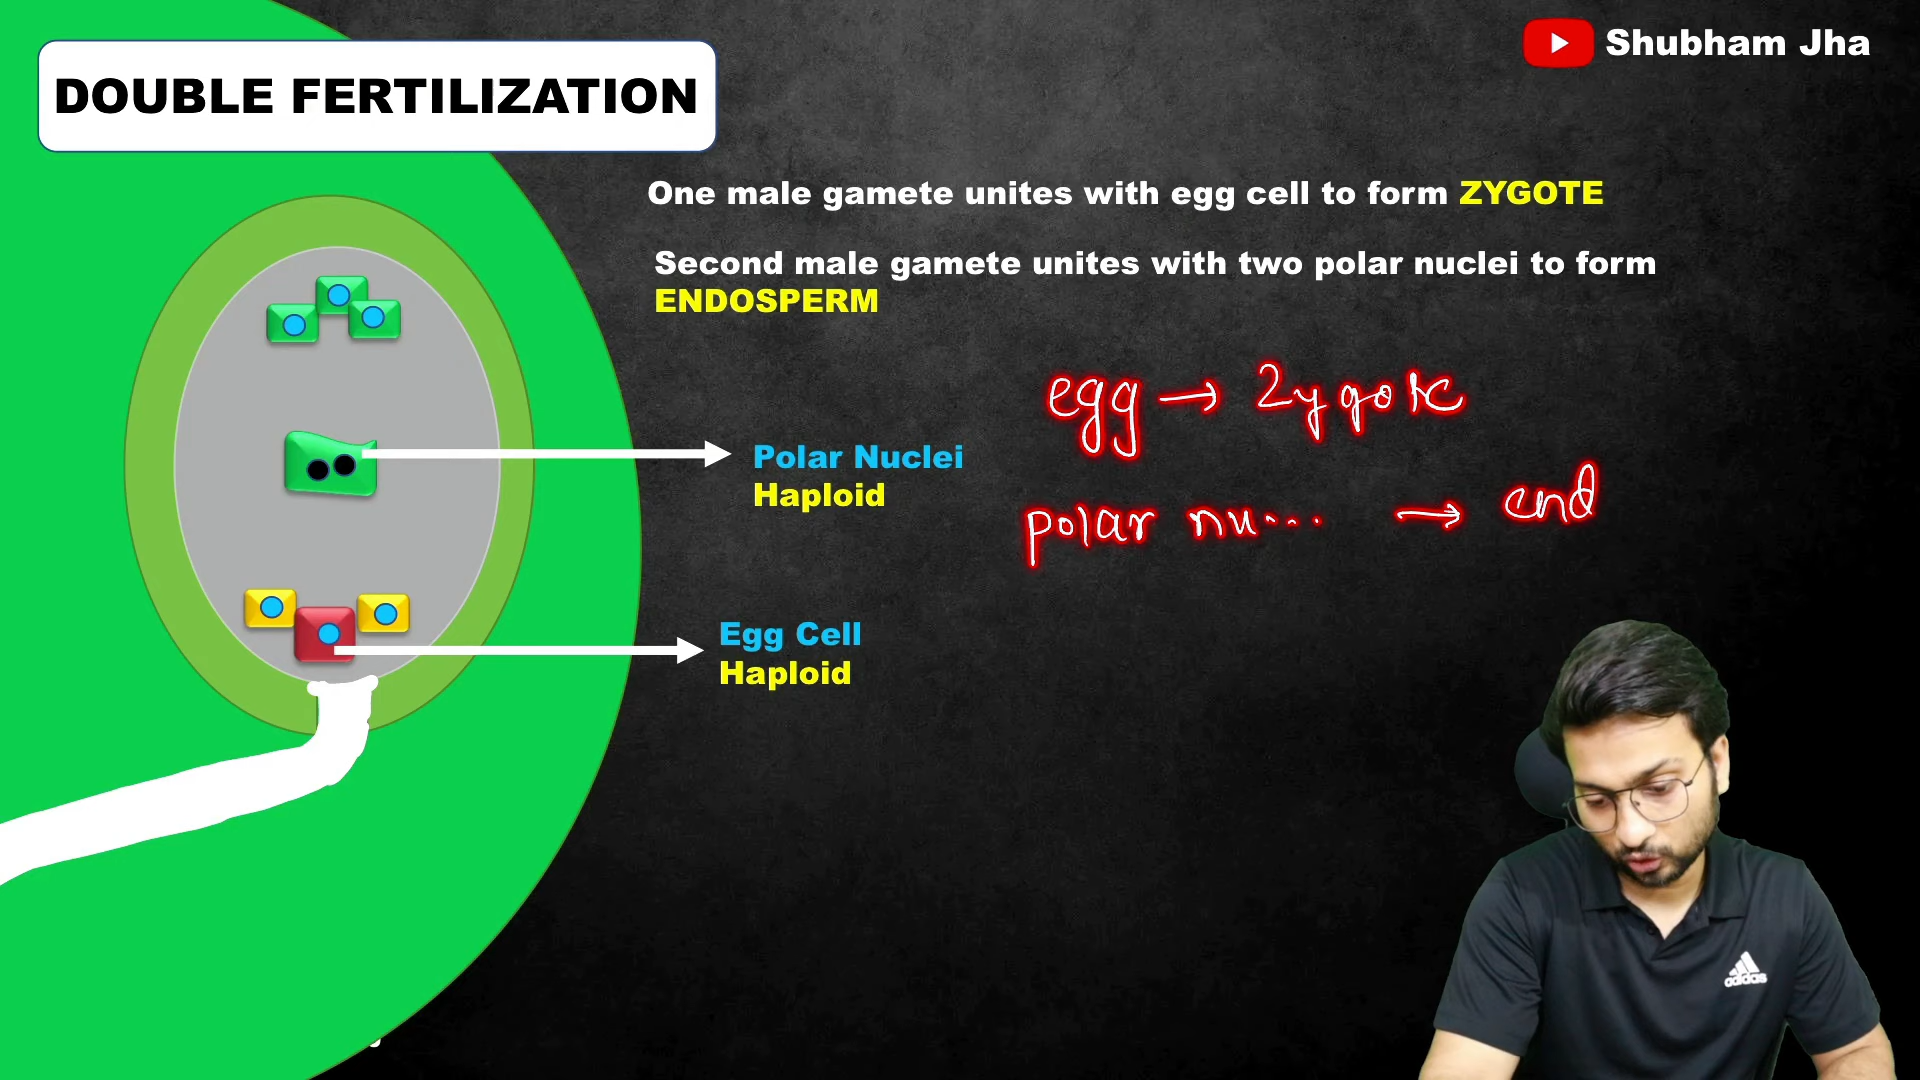 Shubham Jha
DOUBLE FERTILIZATION
One male gamete unites with egg cell to form ZYGOTE
Second male gamete unites with two polar nuclei to form
ENDOSPERM
egg → Zygote
Polar Nuclei
Haploid
polar nu... → end
Egg Cell
Haploid
adidas